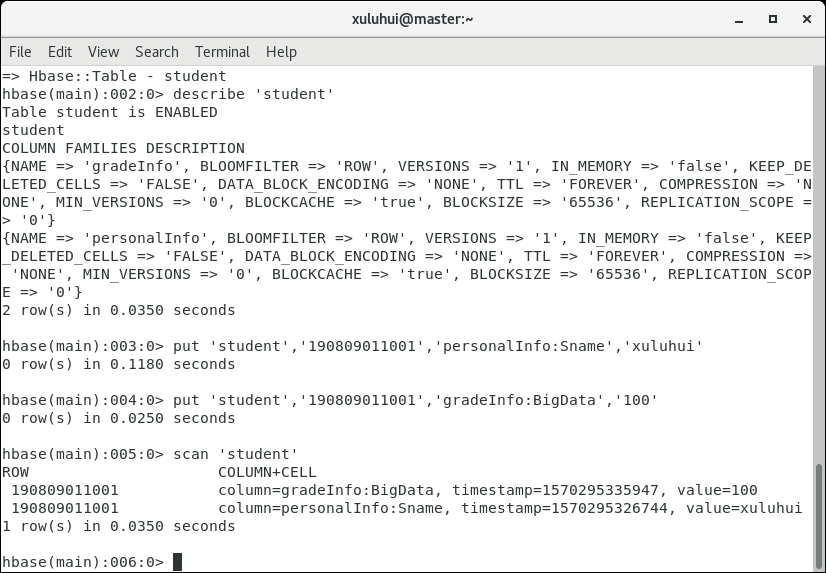 xuluhui@master:~
File Edit View Search Terminal Help
=> Hbase::Table - student
hbase(main):002:0> describe 'student'
Table student is ENABLED
student
COLUMN FAMILIES DESCRIPTION
{NAME => 'gradeInfo', BLOOMFILTER => 'ROW', VERSIONS => '1', IN_MEMORY => 'false', KEEP_DE
LETED_CELLS => 'FALSE', DATA_BLOCK_ENCODING => 'NONE', TTL => 'FOREVER', COMPRESSION => 'N
ONE', MIN_VERSIONS => '0', BLOCKCACHE => 'true', BLOCKSIZE => '65536', REPLICATION_SCOPE =
> '0'}
{NAME => 'personalInfo', BLOOMFILTER => 'ROW', VERSIONS => '1', IN_MEMORY => 'false', KEEP
_DELETED_CELLS => 'FALSE', DATA_BLOCK_ENCODING => 'NONE', TTL => 'FOREVER', COMPRESSION =>
 'NONE', MIN_VERSIONS => '0', BLOCKCACHE => 'true', BLOCKSIZE => '65536', REPLICATION_SCOP
E => '0'}
2 row(s) in 0.0350 seconds
hbase(main):003:0> put 'student','190809011001','personalInfo:Sname','xuluhui'
0 row(s) in 0.1180 seconds
hbase(main):004:0> put 'student','190809011001','gradeInfo:BigData','100'
0 row(s) in 0.0250 seconds
hbase(main):005:0> scan 'student'
ROW COLUMN+CELL
190809011001 column=gradeInfo:BigData, timestamp=1570295335947, value=100
190809011001 column=personalInfo:Sname, timestamp=1570295326744, value=xuluhui
1 row(s) in 0.0350 seconds
hbase(main):006:0>